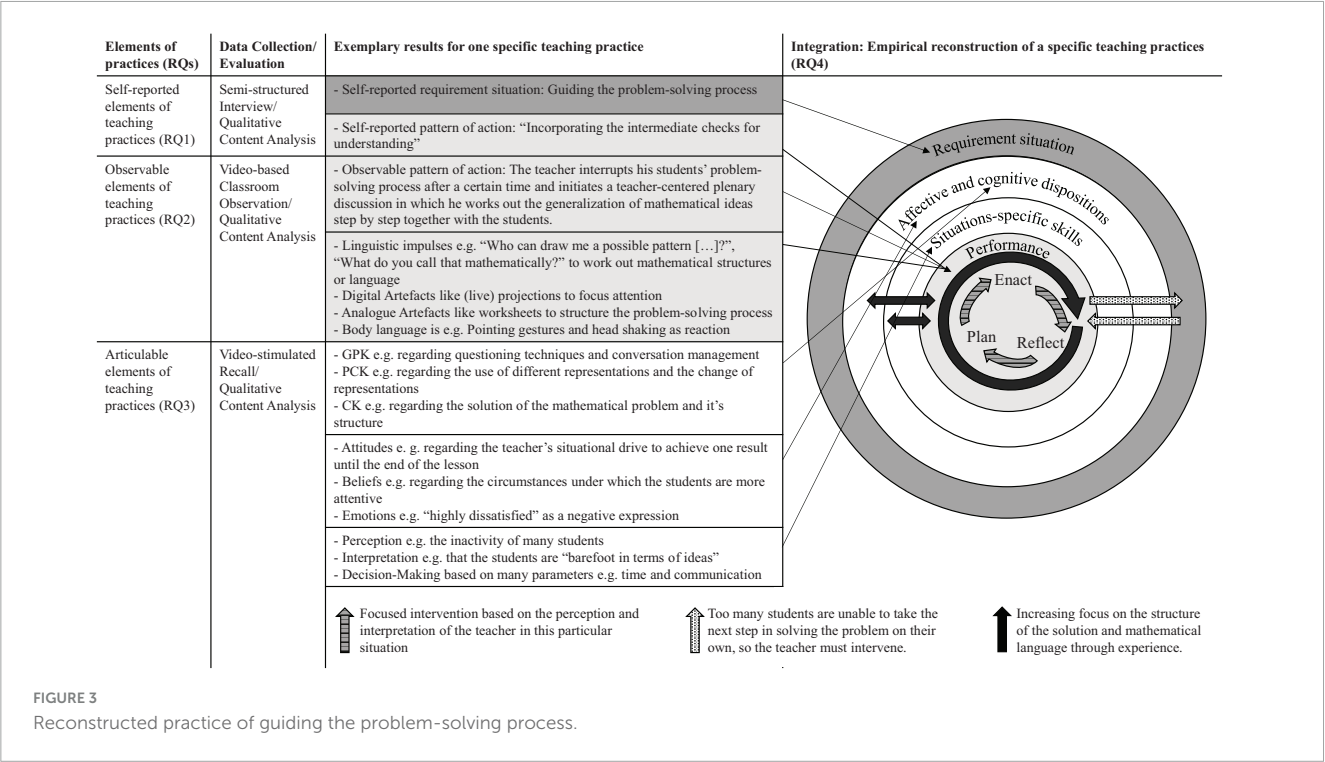 Elements of
practices (RQs)
Data Collection/
Evaluation
Exemplary results for one specific teaching practice
Integration: Empirical reconstruction of a specific teaching practices
(RQ4)
Self-reported
elements of
teaching
practices (RQ1)
Semi-structured
Interview/
Qualitative
Content Analysis
- Self-reported requirement situation: Guiding the problem-solving process
- Self-reported pattern of action: “Incorporating the intermediate checks for
understanding”
Observable
elements of
teaching
practices (RQ2)
Video-based
Classroom
Observation/
Qualitative
Content Analysis
- Observable pattern of action: The teacher interrupts his students’ problem-
solving process after a certain time and initiates a teacher-centered plenary
discussion in which he works out the generalization of mathematical ideas
step by step together with the students.
- Linguistic impulses e.g. “Who can draw me a possible pattern [...]?”,
“What do you call that mathematically?” to work out mathematical structures
or language
- Digital Artefacts like (live) projections to focus attention
- Analogue Artefacts like worksheets to structure the problem-solving process
- Body language is e.g. Pointing gestures and head shaking as reaction
Articulable
elements of
teaching
practices (RQ3)
Video-stimulated
Recall/
Qualitative
Content Analysis
- GPK e.g. regarding questioning techniques and conversation management
- PCK e.g. regarding the use of different representations and the change of
representations
- CK e.g. regarding the solution of the mathematical problem and it’s
structure
- Attitudes e. g. regarding the teacher’s situational drive to achieve one result
until the end of the lesson
- Beliefs e.g. regarding the circumstances under which the students are more
attentive
- Emotions e.g. “highly dissatisfied” as a negative expression
- Perception e.g. the inactivity of many students
- Interpretation e.g. that the students are “barefoot in terms of ideas”
- Decision-Making based on many parameters e.g. time and communication
Requirement situation
Affective and cognitive dispositions
Situations-specific skills
Performance
Enact
Plan
Reflect
Focused intervention based on the perception and
interpretation of the teacher in this particular
situation
Too many students are unable to take the
next step in solving the problem on their
own, so the teacher must intervene.
Increasing focus on the structure
of the solution and mathematical
language through experience.
FIGURE 3
Reconstructed practice of guiding the problem-solving process.